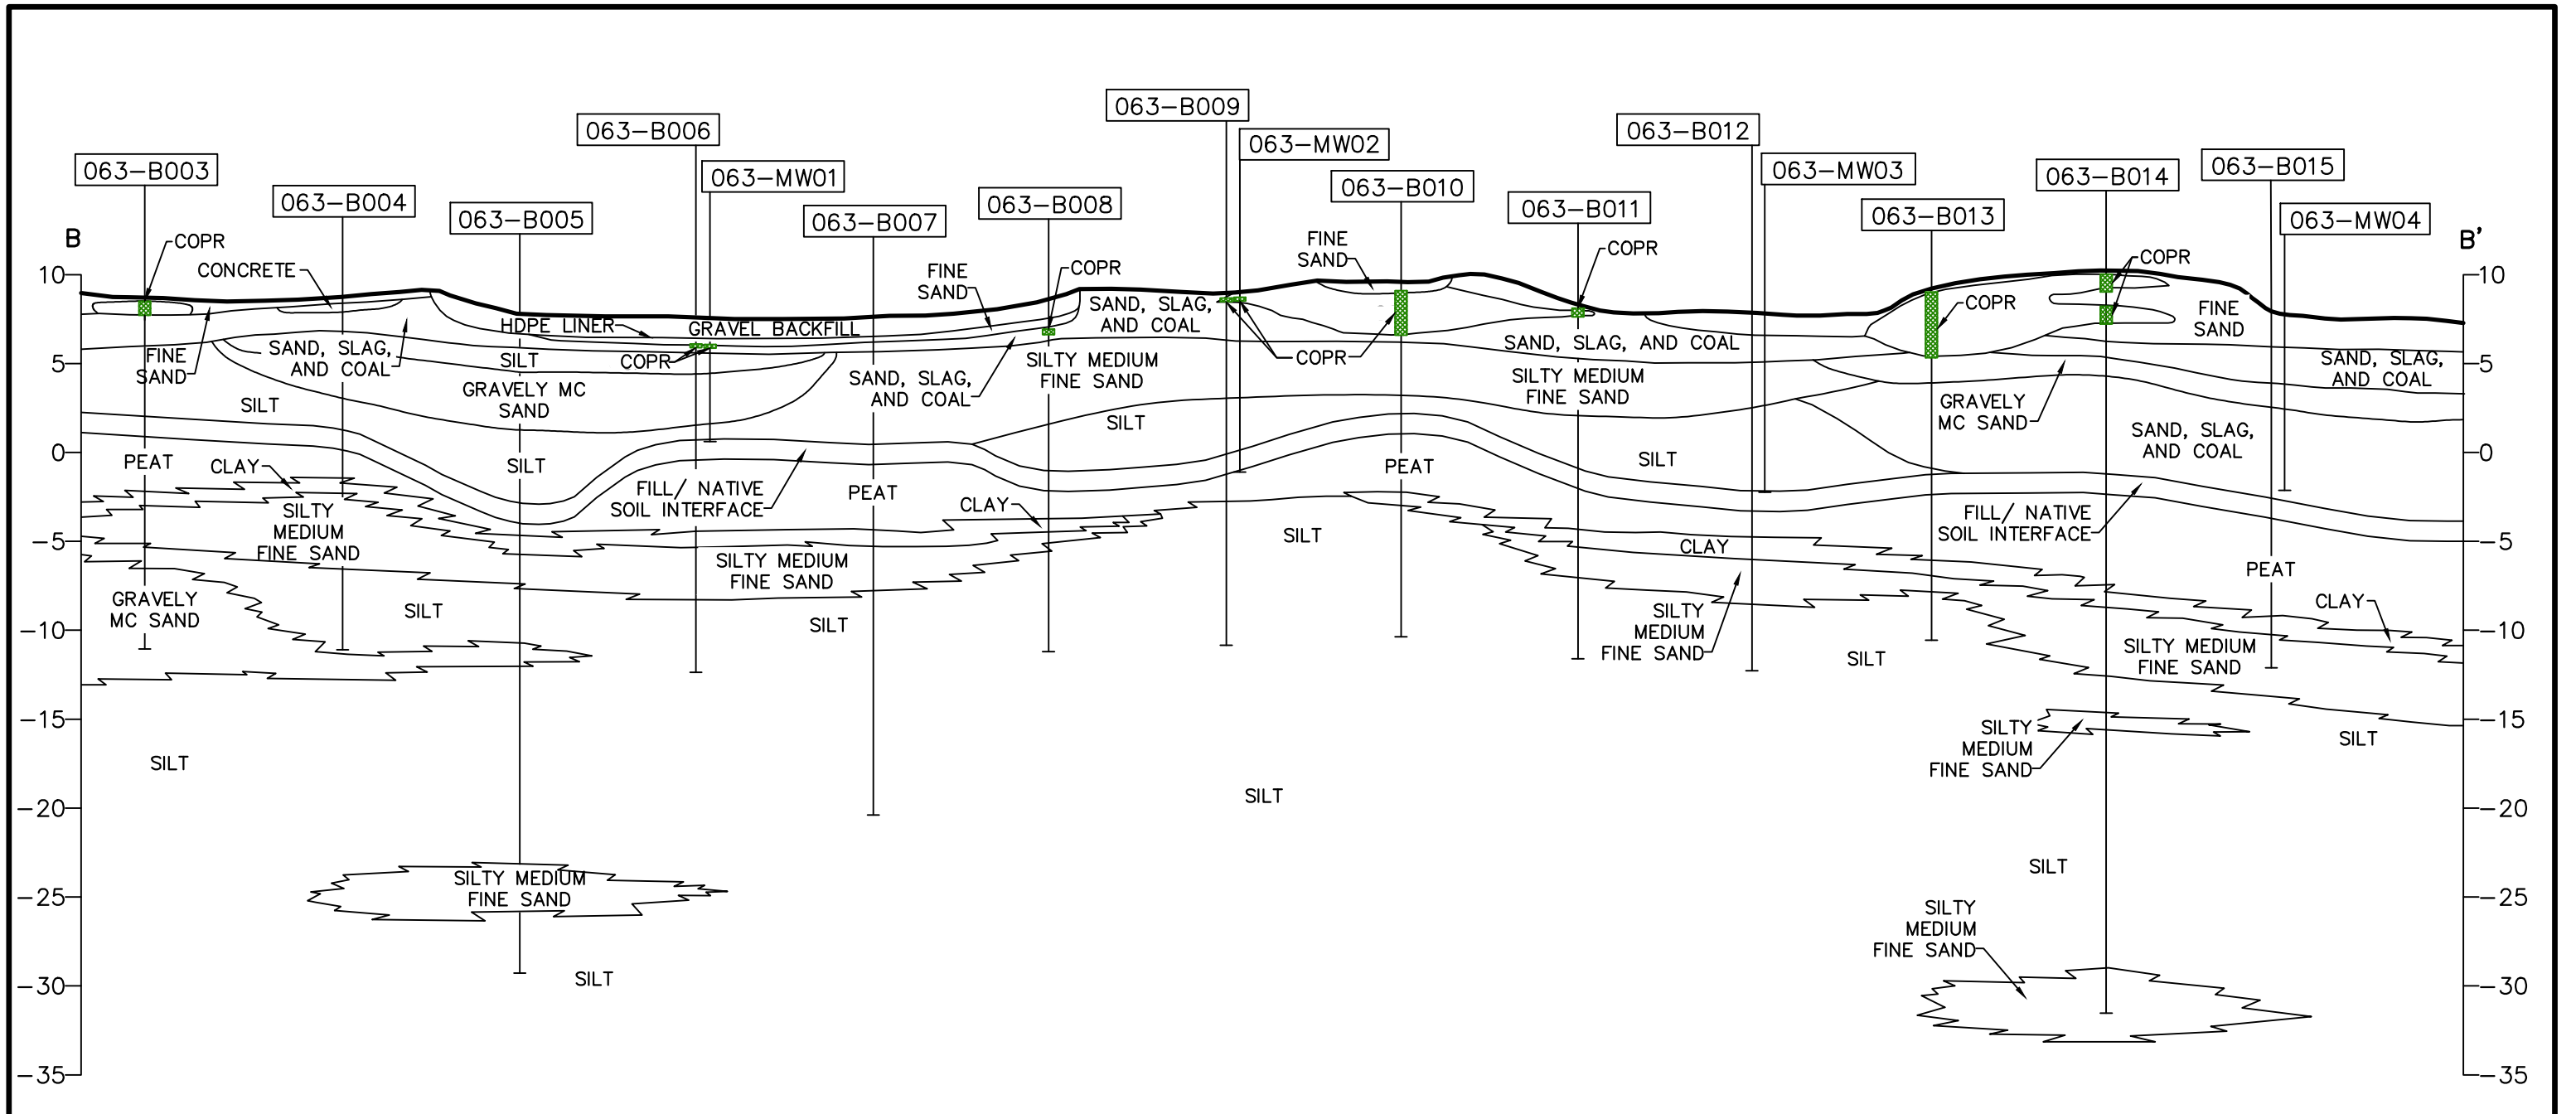 063-B009
063-B006
063-B012
063-MW02
063-B003
063-MW01
063-MW03
063-B014
063-B015
063-B004
063-B005
063-B007
063-B008
063-B010
063-B011
063-B013
063-MW04
B
B'
COPR
CONCRETE
FINE
SAND
COPR
FINE
SAND
COPR
COPR
10
10
HDPE LINER
GRAVEL BACKFILL
SAND, SLAG,
AND COAL
COPR
FINE
SAND
FINE
SAND
SAND, SLAG,
AND COAL
SILT
COPR
SILTY MEDIUM
FINE SAND
COPR
SAND, SLAG, AND COAL
SAND, SLAG,
AND COAL
5
5
SILT
GRAVELY MC
SAND
SAND, SLAG,
AND COAL
SILT
SILTY MEDIUM
FINE SAND
GRAVELY
MC SAND
SAND, SLAG,
AND COAL
0
0
PEAT
CLAY
SILT
FILL/ NATIVE
SOIL INTERFACE
PEAT
CLAY
PEAT
SILT
FILL/ NATIVE
SOIL INTERFACE
SILTY
MEDIUM
FINE SAND
SILT
-5
-5
SILTY MEDIUM
FINE SAND
CLAY
PEAT
GRAVELY
MC SAND
SILT
SILT
SILTY
MEDIUM
FINE SAND
SILT
CLAY
-10
-10
SILTY MEDIUM
FINE SAND
-15
-15
SILTY
MEDIUM
FINE SAND
SILT
SILT
SILT
-20
-20
SILT
SILTY MEDIUM
FINE SAND
-25
-25
SILTY
MEDIUM
FINE SAND
SILT
-30
-30
-35
-35